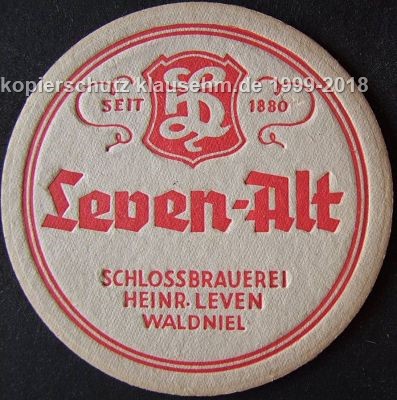 kopierschutz klausehm.de 1999-2018
SEIT 1880
Leven-Alt
SCHLOSSBRAUEREI
HEINR. LEVEN
WALDNIEL